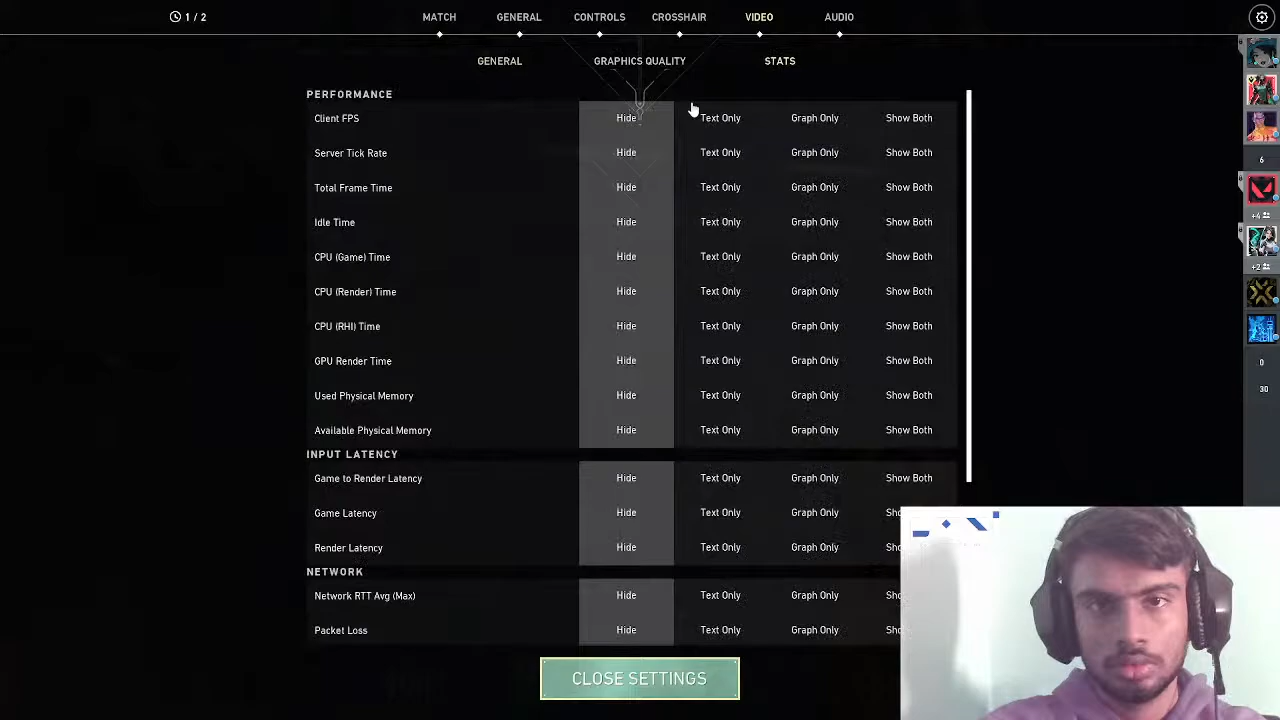 1 / 2
MATCH GENERAL CONTROLS CROSSHAIR VIDEO AUDIO
GENERAL GRAPHICS QUALITY STATS
PERFORMANCE
Client FPS Hide Text Only Graph Only Show Both
Server Tick Rate Hide Text Only Graph Only Show Both
Total Frame Time Hide Text Only Graph Only Show Both
6
Idle Time Hide Text Only Graph Only Show Both
+4
CPU (Game) Time Hide Text Only Graph Only Show Both
+2
CPU (Render) Time Hide Text Only Graph Only Show Both
CPU (RHI) Time Hide Text Only Graph Only Show Both
GPU Render Time Hide Text Only Graph Only Show Both
0
Used Physical Memory Hide Text Only Graph Only Show Both
30
Available Physical Memory Hide Text Only Graph Only Show Both
INPUT LATENCY
Game to Render Latency Hide Text Only Graph Only Show Both
Game Latency Hide Text Only Graph Only
Render Latency Hide Text Only Graph Only
NETWORK
Network RTT Avg (Max) Hide Text Only Graph Only
Packet Loss Hide Text Only Graph Only
CLOSE SETTINGS